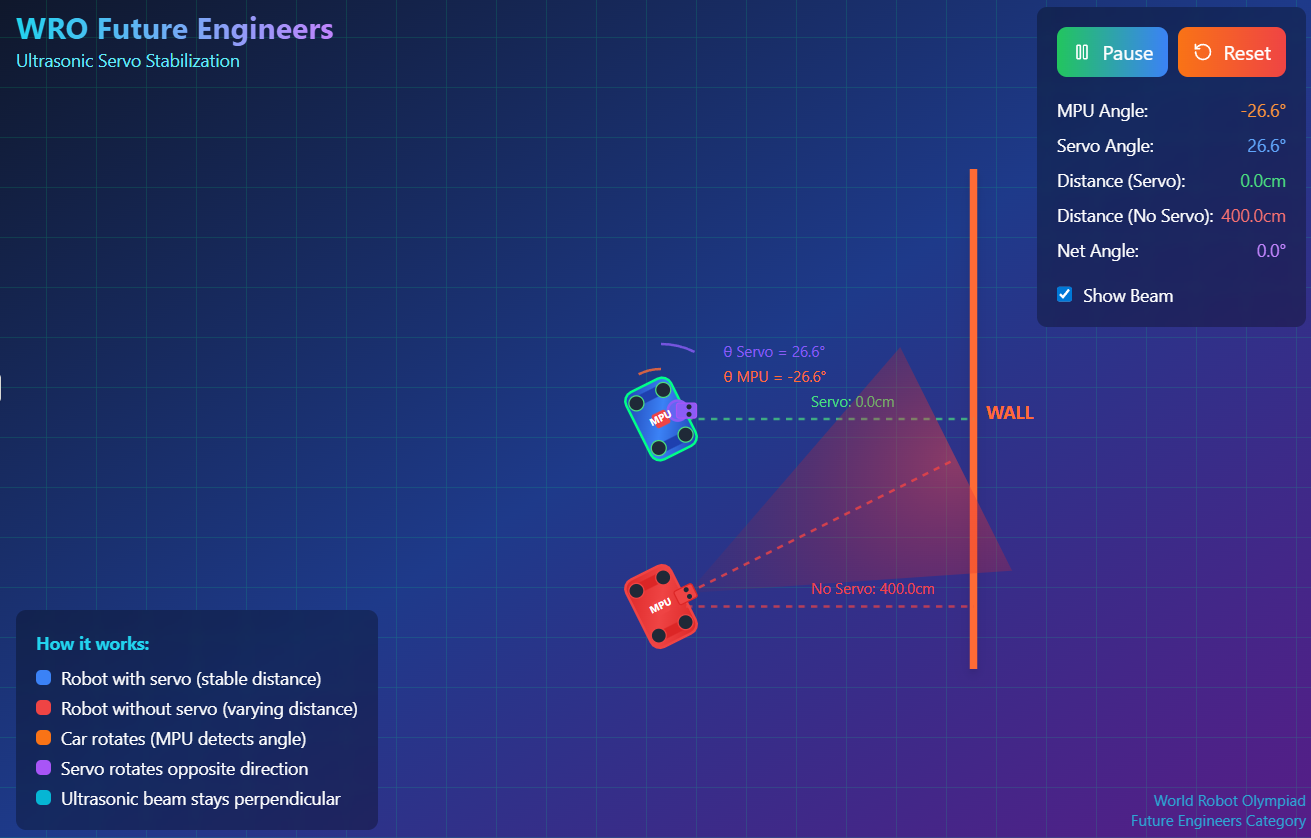 WRO Future Engineers
Ultrasonic Servo Stabilization
Pause
Reset
MPU Angle: -26.6°
Servo Angle: 26.6°
Distance (Servo): 0.0cm
Distance (No Servo): 400.0cm
Net Angle: 0.0°
Show Beam
θ Servo = 26.6°
θ MPU = -26.6°
Servo: 0.0cm
WALL
MPU
No Servo: 400.0cm
MPU
How it works:
Robot with servo (stable distance)
Robot without servo (varying distance)
Car rotates (MPU detects angle)
Servo rotates opposite direction
Ultrasonic beam stays perpendicular
World Robot Olympiad
Future Engineers Category